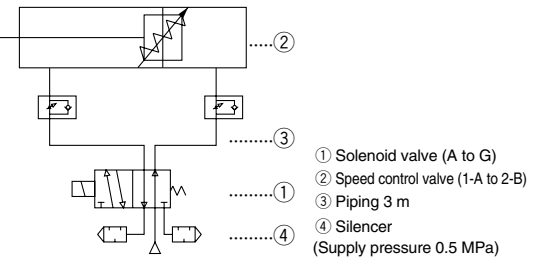 ......②
........③
① Solenoid valve (A to G)
② Speed control valve (1-A to 2-B)
③ Piping 3 m
........①
④ Silencer
........④
(Supply pressure 0.5 MPa)